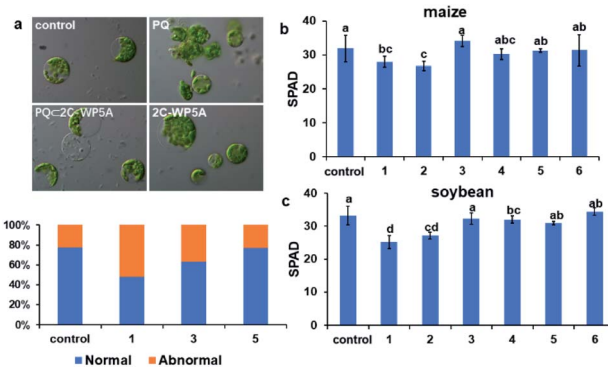 a
control
PQ
PQ⊂2C-WP5A
2C-WP5A
100%
80%
60%
40%
20%
0%
control 1 3 5
Normal Abnormal
b
maize
SPAD
40
30
20
10
0
a bc c a abc ab ab
control 1 2 3 4 5 6
c
soybean
SPAD
40
30
20
10
0
a d cd a bc ab ab
control 1 2 3 4 5 6